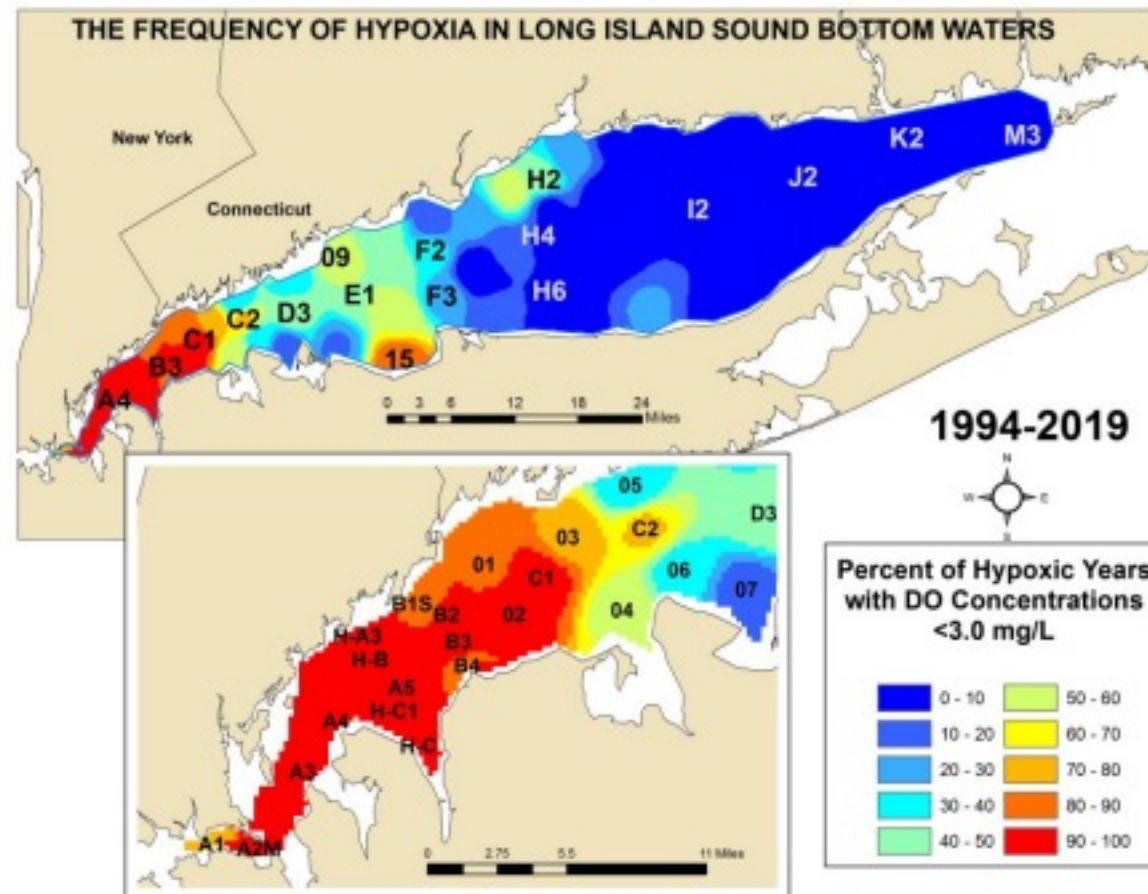 THE FREQUENCY OF HYPOXIA IN LONG ISLAND SOUND BOTTOM WATERS
New York
Connecticut
K2
M3
H2
J2
I2
H4
09
F2
E1
F3
H6
D3
C2
C1
B3
15
A4
0 3 6 12 18 24
Miles
1994-2019
N
W E
S
05
D3
C2
03
01
06
C1
07
04
B1S
B2
02
H-A3
B3
H-B
B4
A5
H-C1
A4
H-C
A3
A1
A2M
0 2.75 5.5 11 Miles
Percent of Hypoxic Years
with DO Concentrations
<3.0 mg/L
0 - 10 50 - 60
10 - 20 60 - 70
20 - 30 70 - 80
30 - 40 80 - 90
40 - 50 90 - 100